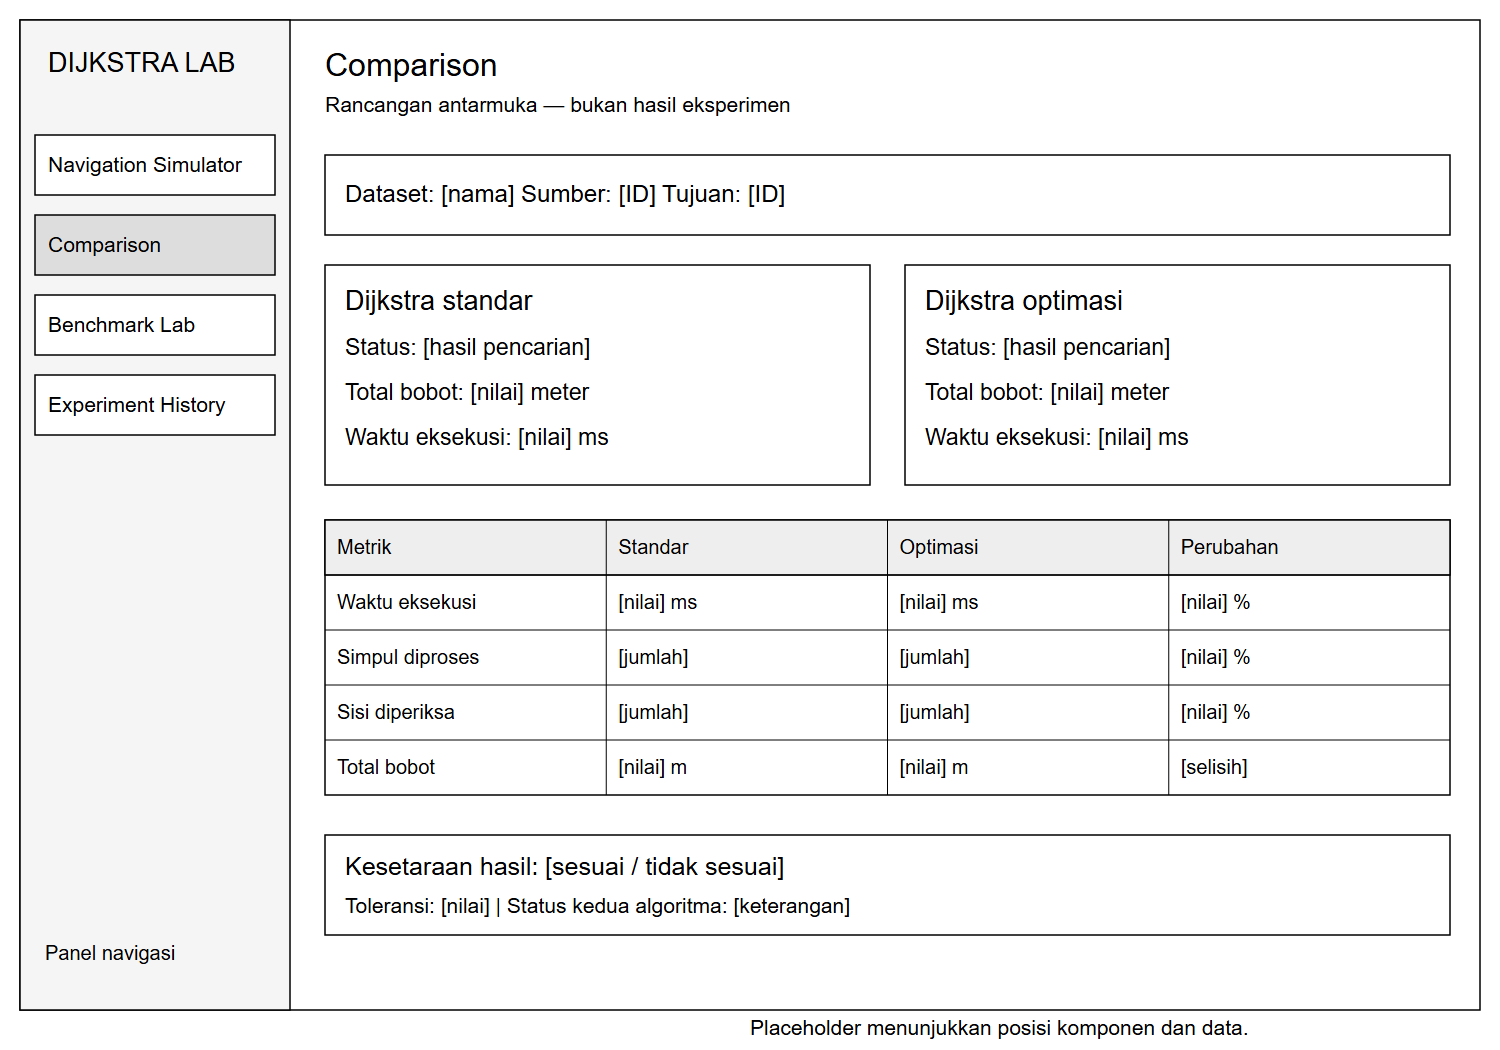 DIJKSTRA LAB
Navigation Simulator
Comparison
Benchmark Lab
Experiment History
Panel navigasi
Comparison
Rancangan antarmuka — bukan hasil eksperimen
Dataset: [nama] Sumber: [ID] Tujuan: [ID]
Dijkstra standar
Status: [hasil pencarian]
Total bobot: [nilai] meter
Waktu eksekusi: [nilai] ms
Dijkstra optimasi
Status: [hasil pencarian]
Total bobot: [nilai] meter
Waktu eksekusi: [nilai] ms
Metrik Standar Optimasi Perubahan
Waktu eksekusi [nilai] ms [nilai] ms [nilai] %
Simpul diproses [jumlah] [jumlah] [nilai] %
Sisi diperiksa [jumlah] [jumlah] [nilai] %
Total bobot [nilai] m [nilai] m [selisih]
Kesetaraan hasil: [sesuai / tidak sesuai]
Toleransi: [nilai] | Status kedua algoritma: [keterangan]
Placeholder menunjukkan posisi komponen dan data.